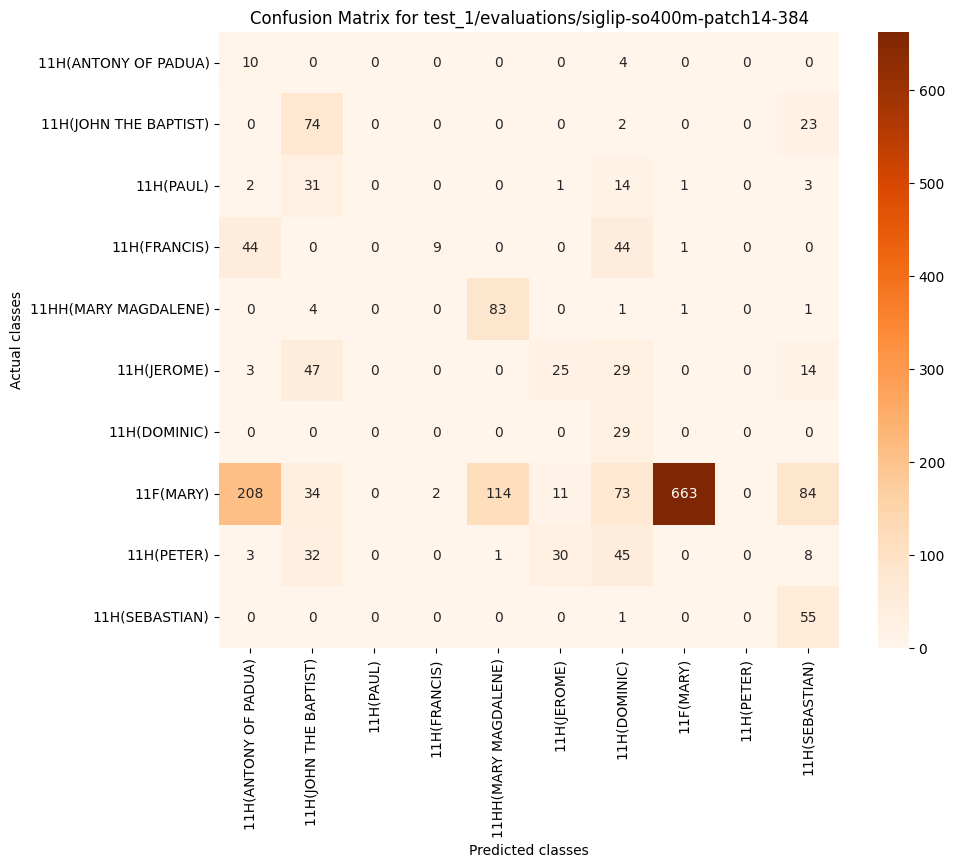 Confusion Matrix for test_1/evaluations/siglip-so400m-patch14-384
11H(ANTONY OF PADUA) 10 0 0 0 0 0 4 0 0 0
11H(JOHN THE BAPTIST) 0 74 0 0 0 0 2 0 0 23
11H(PAUL) 2 31 0 0 0 1 14 1 0 3
11H(FRANCIS) 44 0 0 9 0 0 44 1 0 0
11HH(MARY MAGDALENE) 0 4 0 0 83 0 1 1 0 1
11H(JEROME) 3 47 0 0 0 25 29 0 0 14
11H(DOMINIC) 0 0 0 0 0 0 29 0 0 0
11F(MARY) 208 34 0 2 114 11 73 663 0 84
11H(PETER) 3 32 0 0 1 30 45 0 0 8
11H(SEBASTIAN) 0 0 0 0 0 0 1 0 0 55
Actual classes
11H(ANTONY OF PADUA)
11H(JOHN THE BAPTIST)
11H(PAUL)
11H(FRANCIS)
11HH(MARY MAGDALENE)
11H(JEROME)
11H(DOMINIC)
11F(MARY)
11H(PETER)
11H(SEBASTIAN)
Predicted classes
600
500
400
300
200
100
0